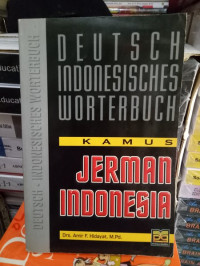 DEUTSCH
INDONESISCHES
WÖRTERBUCH
KAMUS
JERMAN
INDONESIA
Drs. Amir F. Hidayat, M.Pd.
DEUTSCH - INDONESISCHES WÖRTERBUCH